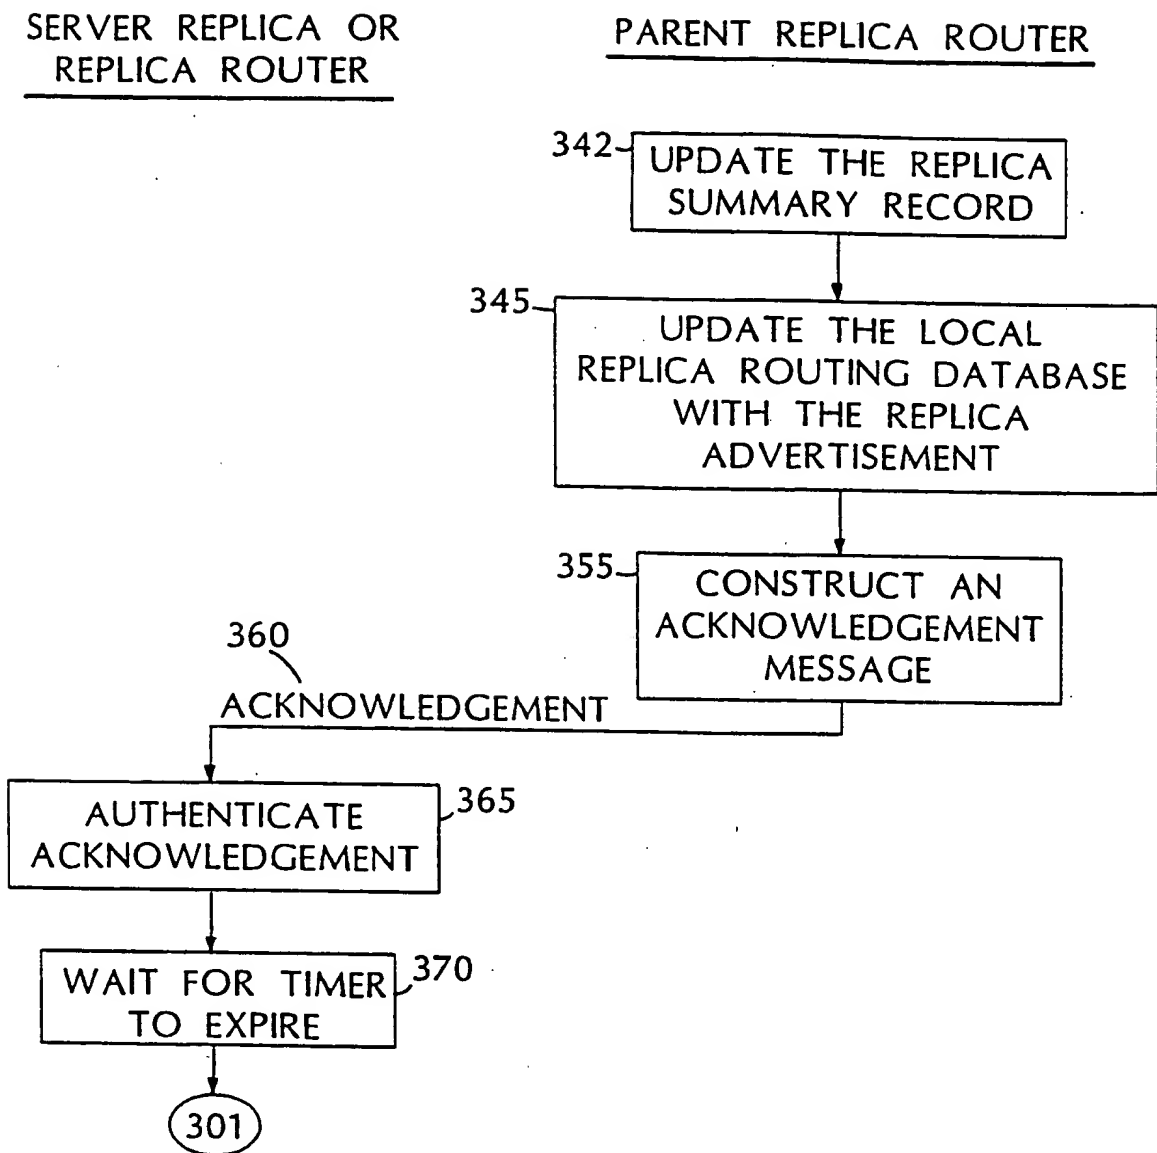 SERVER REPLICA OR
REPLICA ROUTER
PARENT REPLICA ROUTER
342
UPDATE THE REPLICA
SUMMARY RECORD
345
UPDATE THE LOCAL
REPLICA ROUTING DATABASE
WITH THE REPLICA
ADVERTISEMENT
355
CONSTRUCT AN
ACKNOWLEDGEMENT
MESSAGE
360
ACKNOWLEDGEMENT
AUTHENTICATE
ACKNOWLEDGEMENT
365
WAIT FOR TIMER
TO EXPIRE
370
301